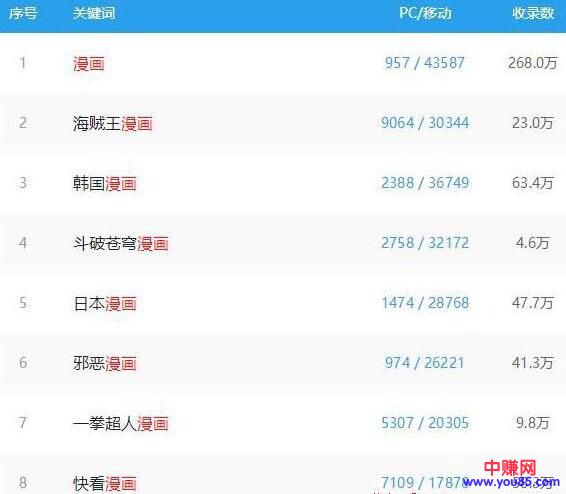 序号 关键词 PC/移动 收录数
1 漫画 957 / 43587 268.0万
2 海贼王漫画 9064 / 30344 23.0万
3 韩国漫画 2388 / 36749 63.4万
4 斗破苍穹漫画 2758 / 32172 4.6万
5 日本漫画 1474 / 28768 47.7万
6 邪恶漫画 974 / 26221 41.3万
7 一拳超人漫画 5307 / 20305 9.8万
中赚网
8 快看漫画 7109 / 17878
www.you85.com